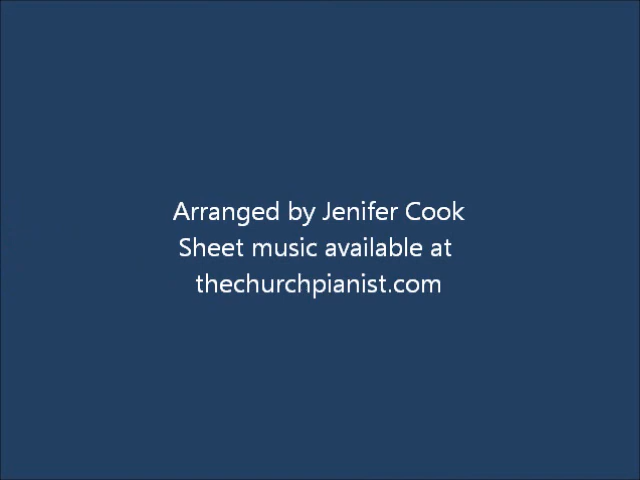 Arranged by Jenifer Cook
Sheet music available at
thechurchpianist.com